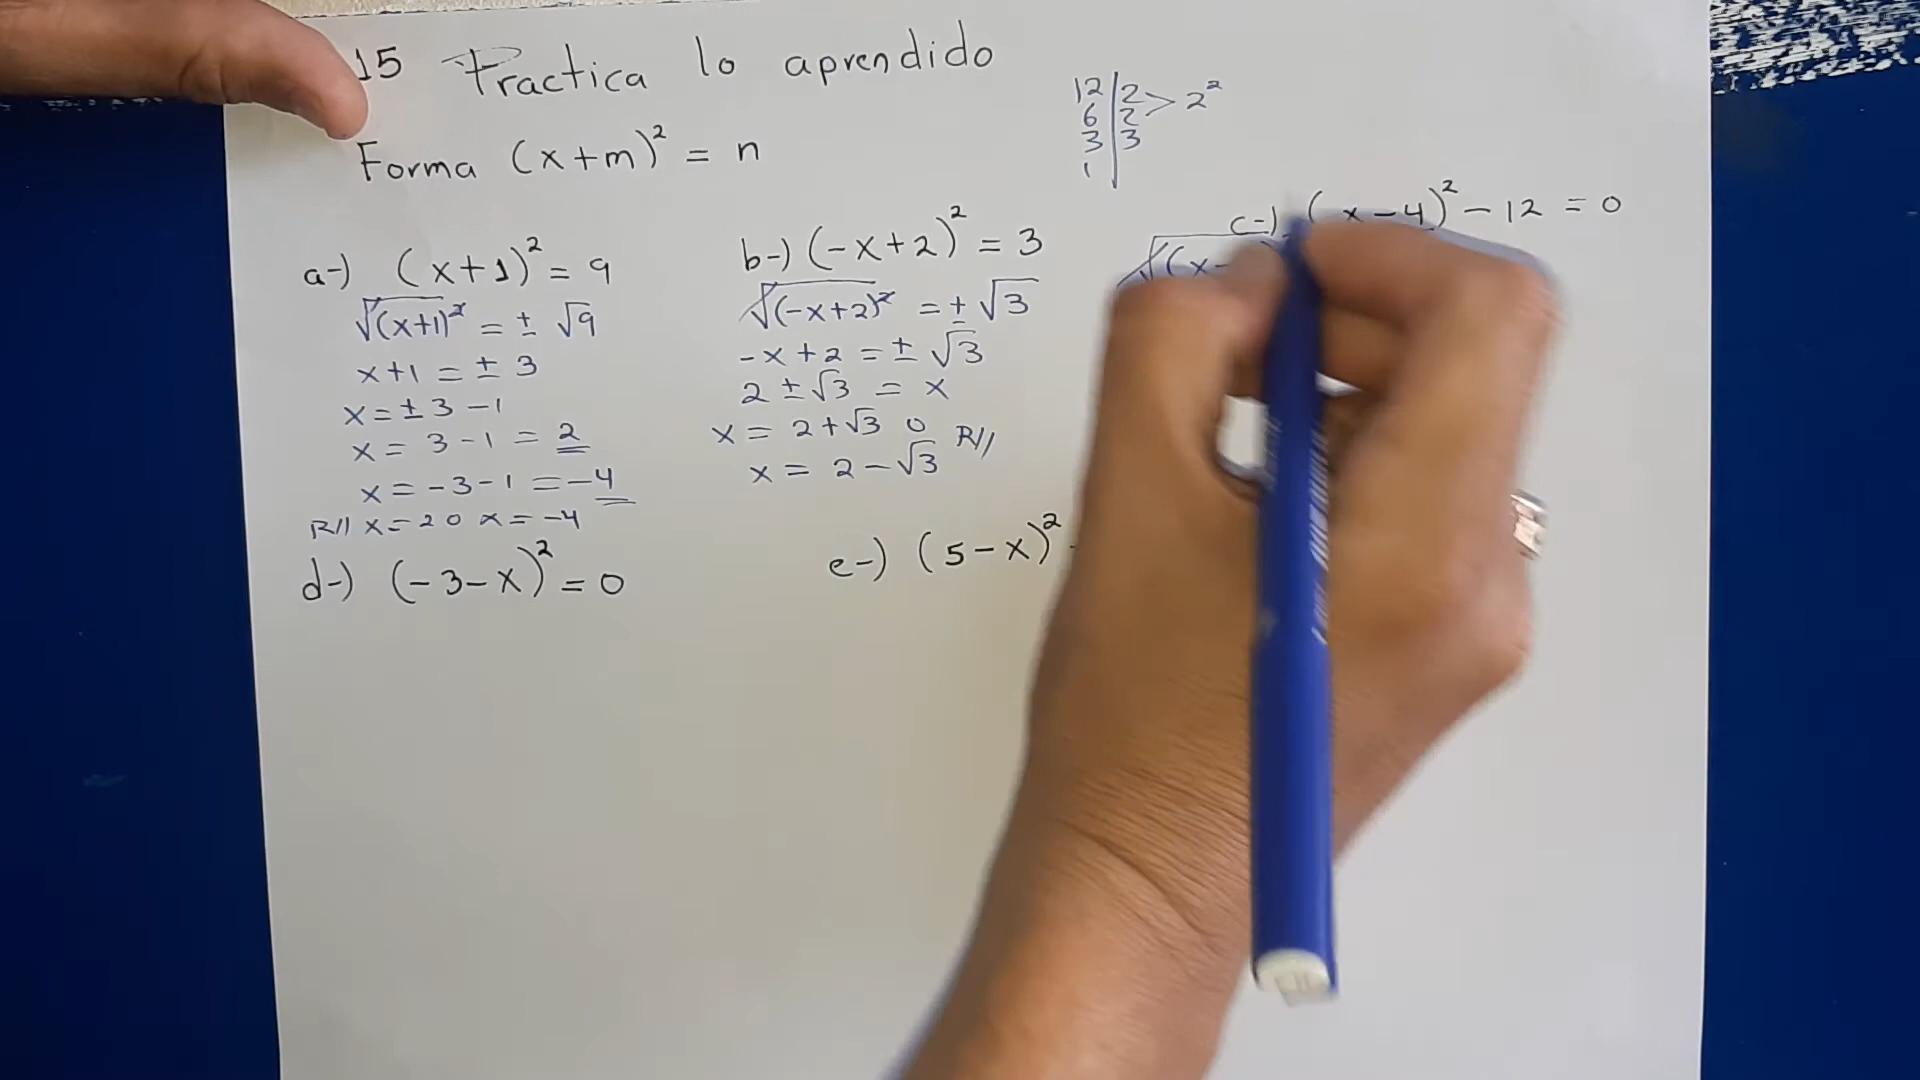 15 Practica lo aprendido
Forma (x+m)² = n
12 | 2
6 | 2 > 2²
3 | 3
1
a-) (x+1)² = 9
√(x+1)² = ± √9
x+1 = ± 3
x = ± 3 - 1
x = 3 - 1 = 2
x = -3 - 1 = -4
R// x = 2 o x = -4
b-) (-x+2)² = 3
√(-x+2)² = ± √3
-x + 2 = ± √3
2 ± √3 = x
x = 2 + √3 o
x = 2 - √3 R//
c-) (x-4)² - 12 = 0
√(x-
d-) (-3-x)² = 0
e-) (5-x)²